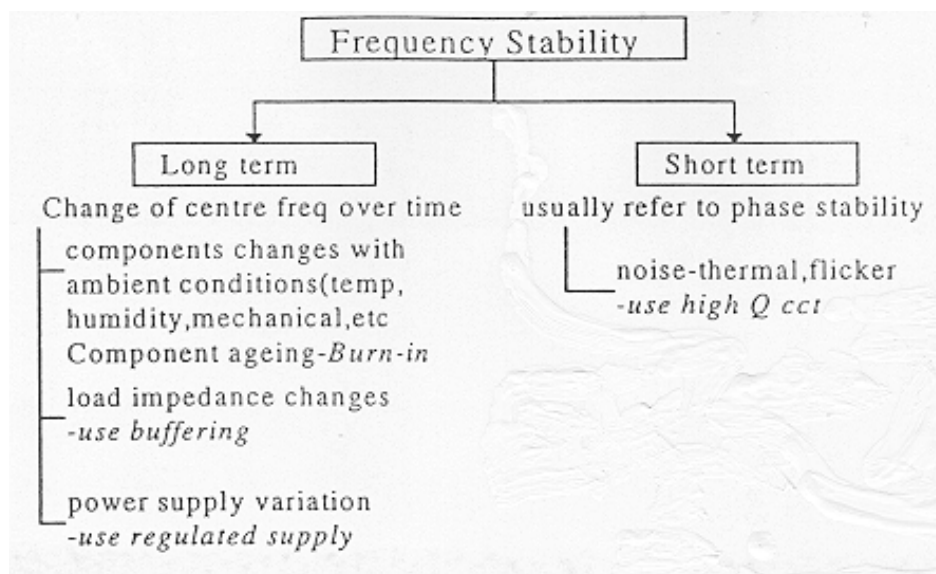 Frequency Stability
Long term
Change of centre freq over time
components changes with
ambient conditions(temp,
humidity,mechanical,etc
Component ageing-Burn-in
load impedance changes
-use buffering
power supply variation
-use regulated supply
Short term
usually refer to phase stability
noise-thermal,flicker
-use high Q cct